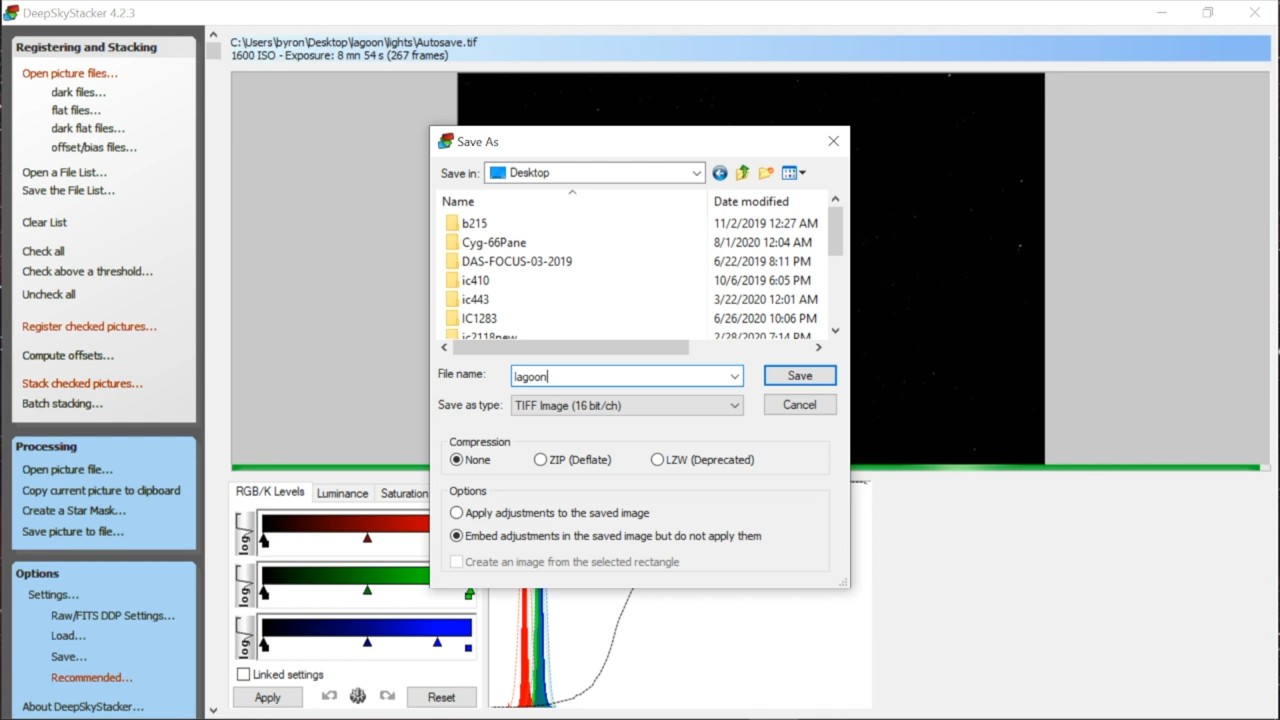 DeepSkyStacker 4.2.3
Registering and Stacking
Open picture files...
dark files...
flat files...
dark flat files...
offset/bias files...
Open a File List...
Save the File List...
Clear List
Check all
Check above a threshold...
Uncheck all
Register checked pictures...
Compute offsets...
Stack checked pictures...
Batch stacking...
Processing
Open picture file...
Copy current picture to clipboard
Create a Star Mask...
Save picture to file...
Options
Settings...
Raw/FITS DDP Settings...
Load...
Save...
Recommended...
About DeepSkyStacker...
C:\Users\byron\Desktop\lagoon\lights\Autosave.tif
1600 ISO - Exposure: 8 mn 54 s (267 frames)
Save As
Save in: Desktop
Name Date modified
b215 11/2/2019 12:27 AM
Cyg-66Pane 8/1/2020 12:04 AM
DAS-FOCUS-03-2019 6/22/2019 8:11 PM
ic410 10/6/2019 6:05 PM
ic443 3/22/2020 12:01 AM
IC1283 6/26/2020 10:06 PM
ic2118new 2/28/2020 7:14 PM
File name: lagoon Save
Save as type: TIFF Image (16 bit/ch) Cancel
Compression
None ZIP (Deflate) LZW (Deprecated)
Options
Apply adjustments to the saved image
Embed adjustments in the saved image but do not apply them
Create an image from the selected rectangle
RGB/K Levels Luminance Saturation
log
log
log
Linked settings
Apply Reset